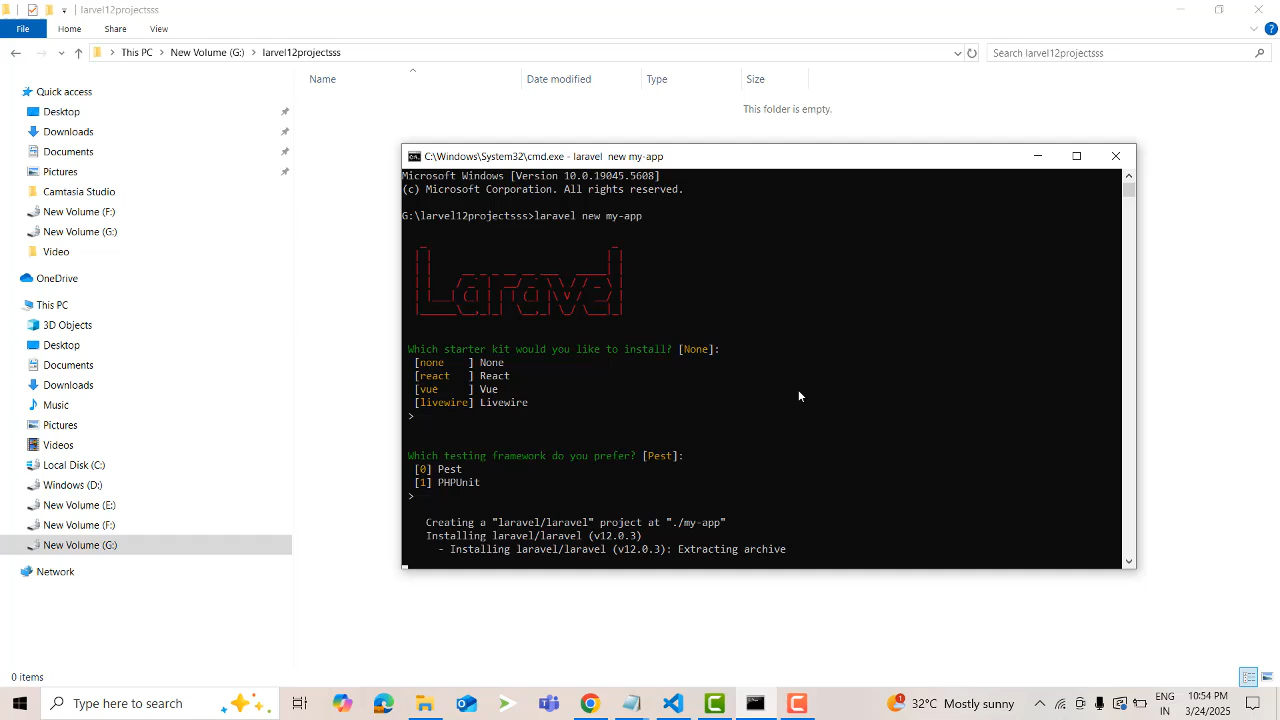 larvel12projectsss
File Home Share View
This PC New Volume (G:) larvel12projectsss
Search larvel12projectsss
Name Date modified Type Size
This folder is empty.
Quick access
Desktop
Downloads
Documents
Pictures
Camtasia Studio
New Volume (F:)
New Volume (G:)
Video
OneDrive
This PC
3D Objects
Desktop
Documents
Downloads
Music
Pictures
Videos
Local Disk (C:)
Windows (D:)
New Volume (E:)
New Volume (F:)
New Volume (G:)
Network
0 items
C:\Windows\System32\cmd.exe - laravel new my-app
Microsoft Windows [Version 10.0.19045.5608]
(c) Microsoft Corporation. All rights reserved.
G:\larvel12projectsss>laravel new my-app
Laravel
Which starter kit would you like to install? [None]:
[none    ] None
[react   ] React
[vue     ] Vue
[livewire] Livewire
>
Which testing framework do you prefer? [Pest]:
[0] Pest
[1] PHPUnit
>
Creating a "laravel/laravel" project at "./my-app"
Installing laravel/laravel (v12.0.3)
- Installing laravel/laravel (v12.0.3): Extracting archive
Type here to search
32°C Mostly sunny
ENG
IN
10:54 PM
3/24/2025